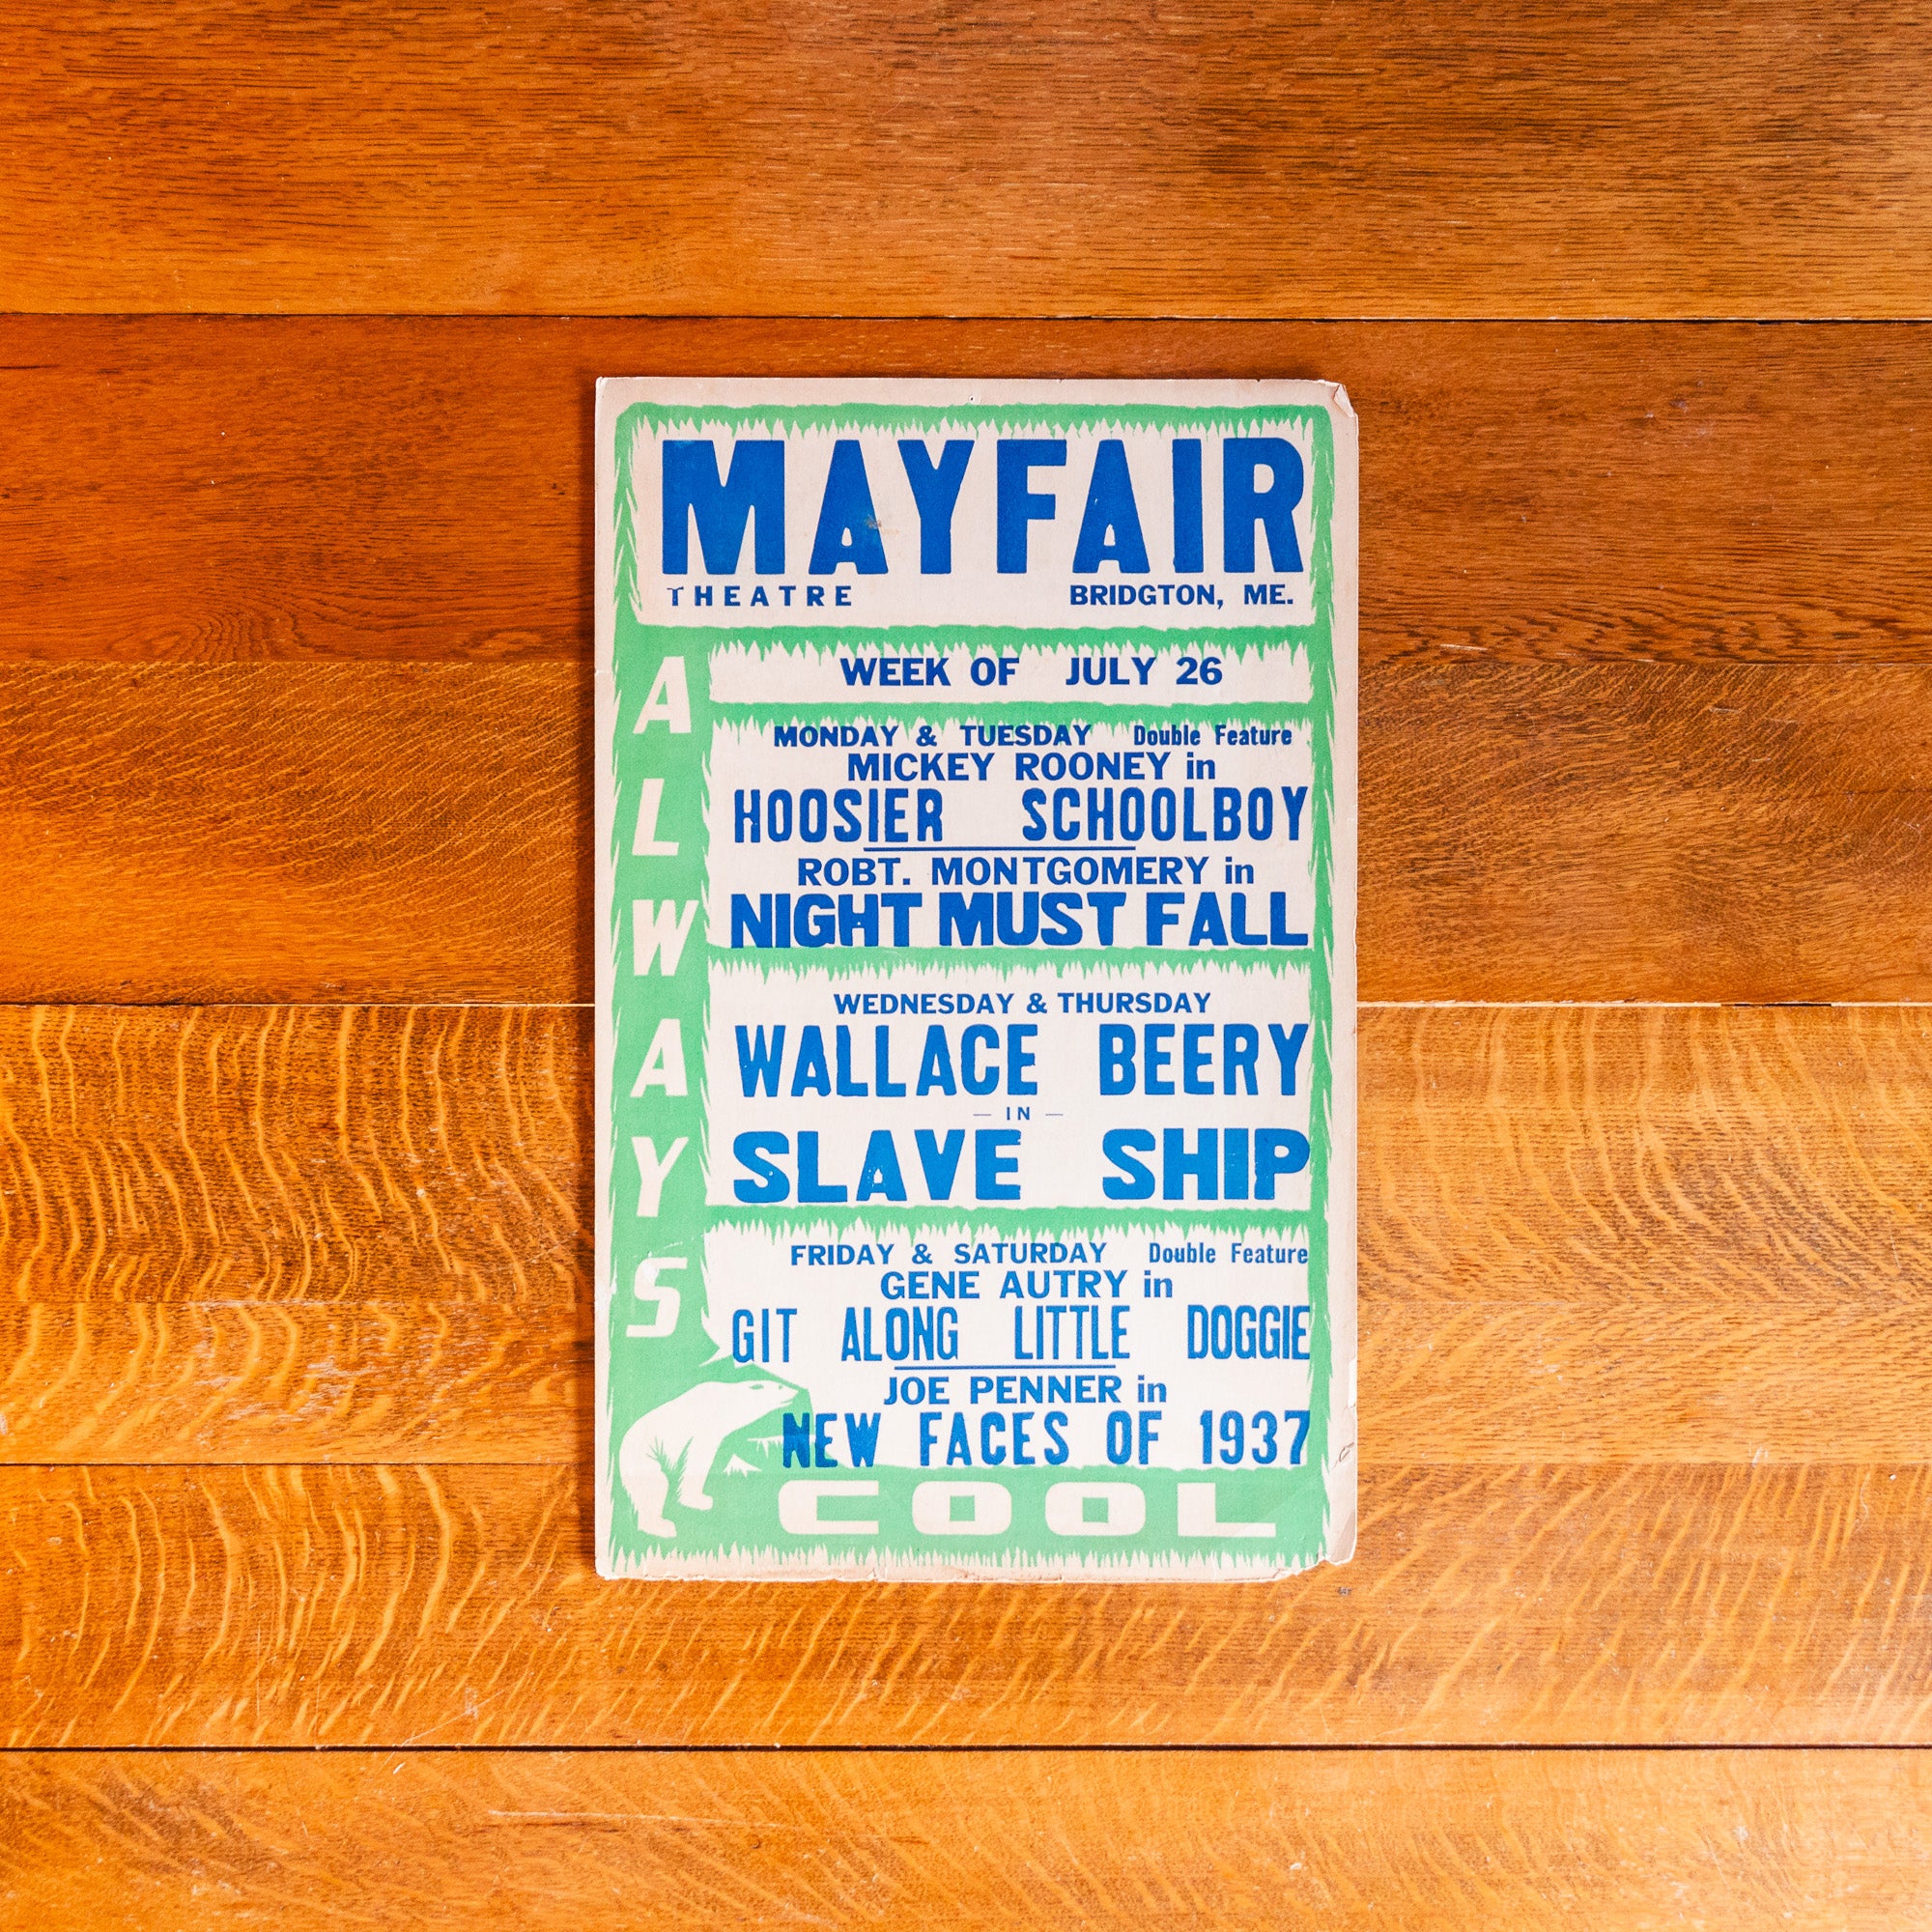 MAYFAIR
THEATRE BRIDGTON, ME.
WEEK OF JULY 26
MONDAY & TUESDAY Double Feature
MICKEY ROONEY in
HOOSIER SCHOOLBOY
ROBT. MONTGOMERY in
NIGHT MUST FALL
WEDNESDAY & THURSDAY
WALLACE BEERY
— IN —
SLAVE SHIP
FRIDAY & SATURDAY Double Feature
GENE AUTRY in
GIT ALONG LITTLE DOGGIE
JOE PENNER in
NEW FACES OF 1937
ALWAYS
COOL